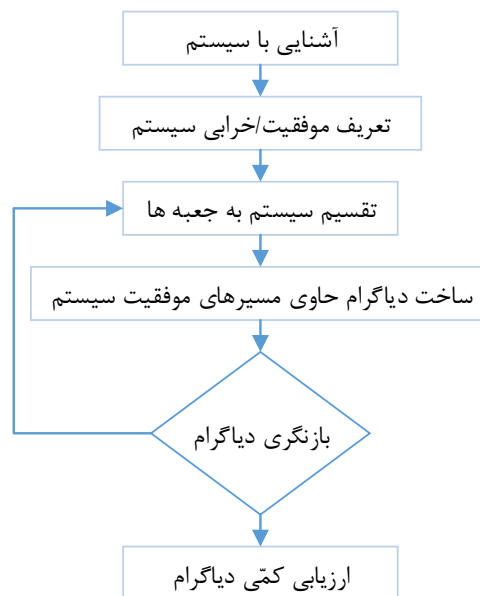 آشنایی با سیستم
تعریف موفقیت/خرابی سیستم
تقسیم سیستم به جعبه ها
ساخت دیاگرام حاوی مسیرهای موفقیت سیستم
بازنگری دیاگرام
ارزیابی کمّی دیاگرام